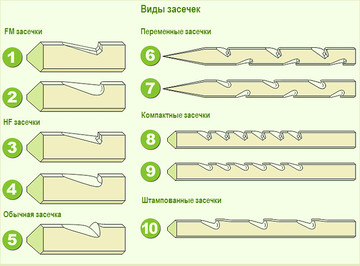 Виды засечек
FM засечки
1
2
HF засечки
3
4
Обычная засечка
5
Переменные засечки
6
7
Компактные засечки
8
9
Штампованные засечки
10